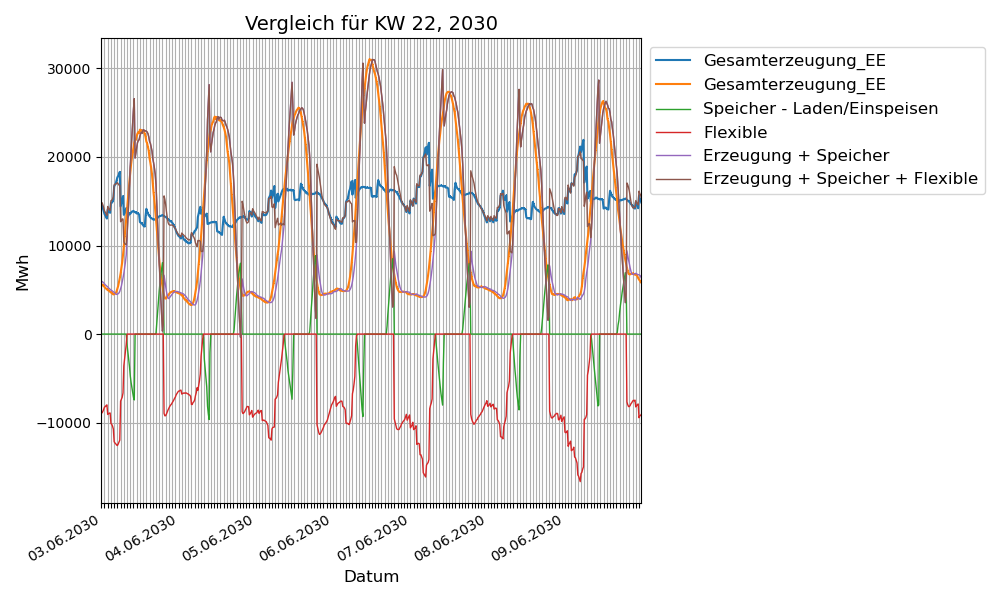 Vergleich für KW 22, 2030
Gesamterzeugung_EE
Gesamterzeugung_EE
Speicher - Laden/Einspeisen
Flexible
Erzeugung + Speicher
Erzeugung + Speicher + Flexible
Mwh
30000
20000
10000
0
−10000
03.06.2030
04.06.2030
05.06.2030
06.06.2030
07.06.2030
08.06.2030
09.06.2030
Datum